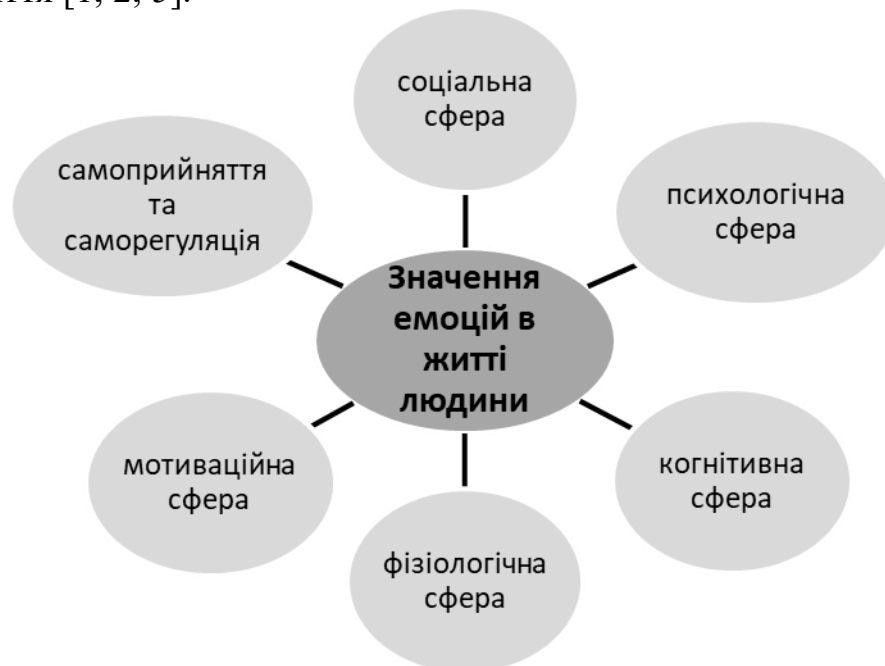 [1, 2, 3].
соціальна
сфера
самоприйняття
та
саморегуляція
психологічна
сфера
Значення
емоцій в
житті
людини
мотиваційна
сфера
когнітивна
сфера
фізіологічна
сфера